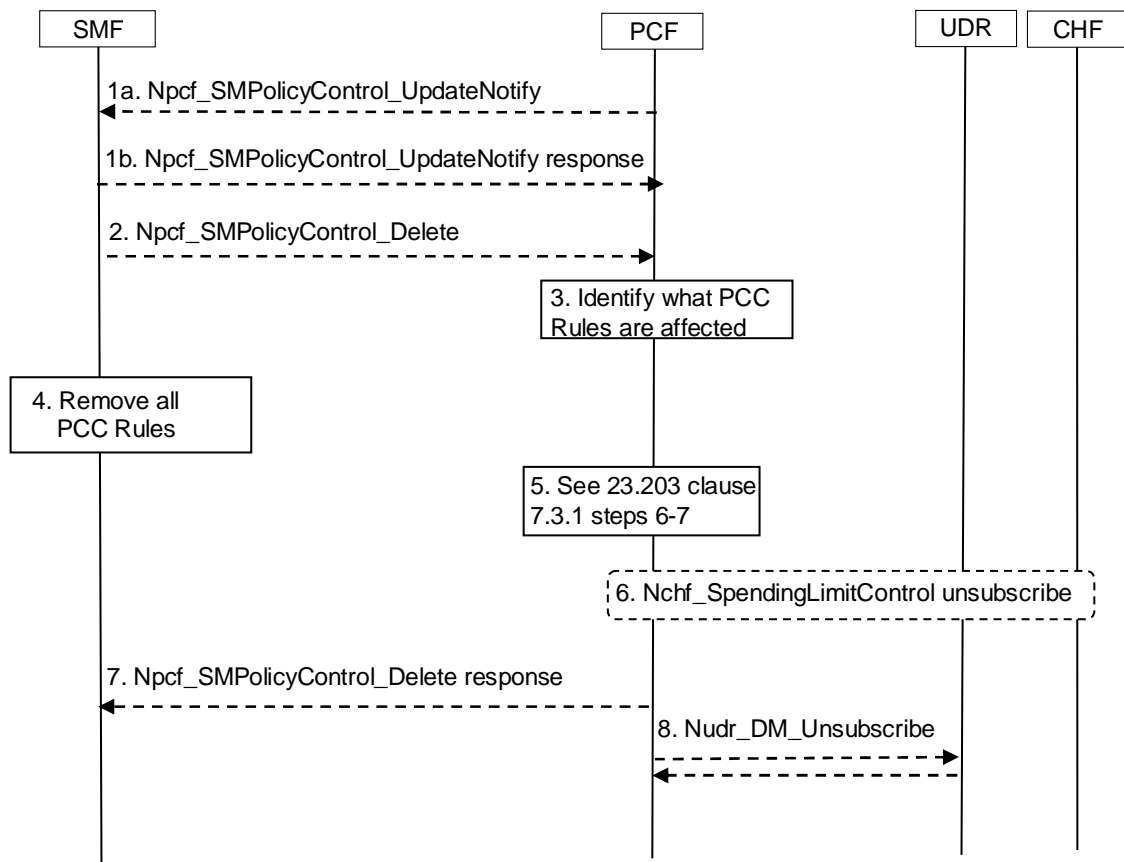 SMF
PCF
UDR
CHF
1a. Npcf_SMPolicyControl_UpdateNotify
1b. Npcf_SMPolicyControl_UpdateNotify response
2. Npcf_SMPolicyControl_Delete
3. Identify what PCC
Rules are affected
4. Remove all
PCC Rules
5. See 23.203 clause
7.3.1 steps 6-7
6. Nchf_SpendingLimitControl unsubscribe
7. Npcf_SMPolicyControl_Delete response
8. Nudr_DM_Unsubscribe